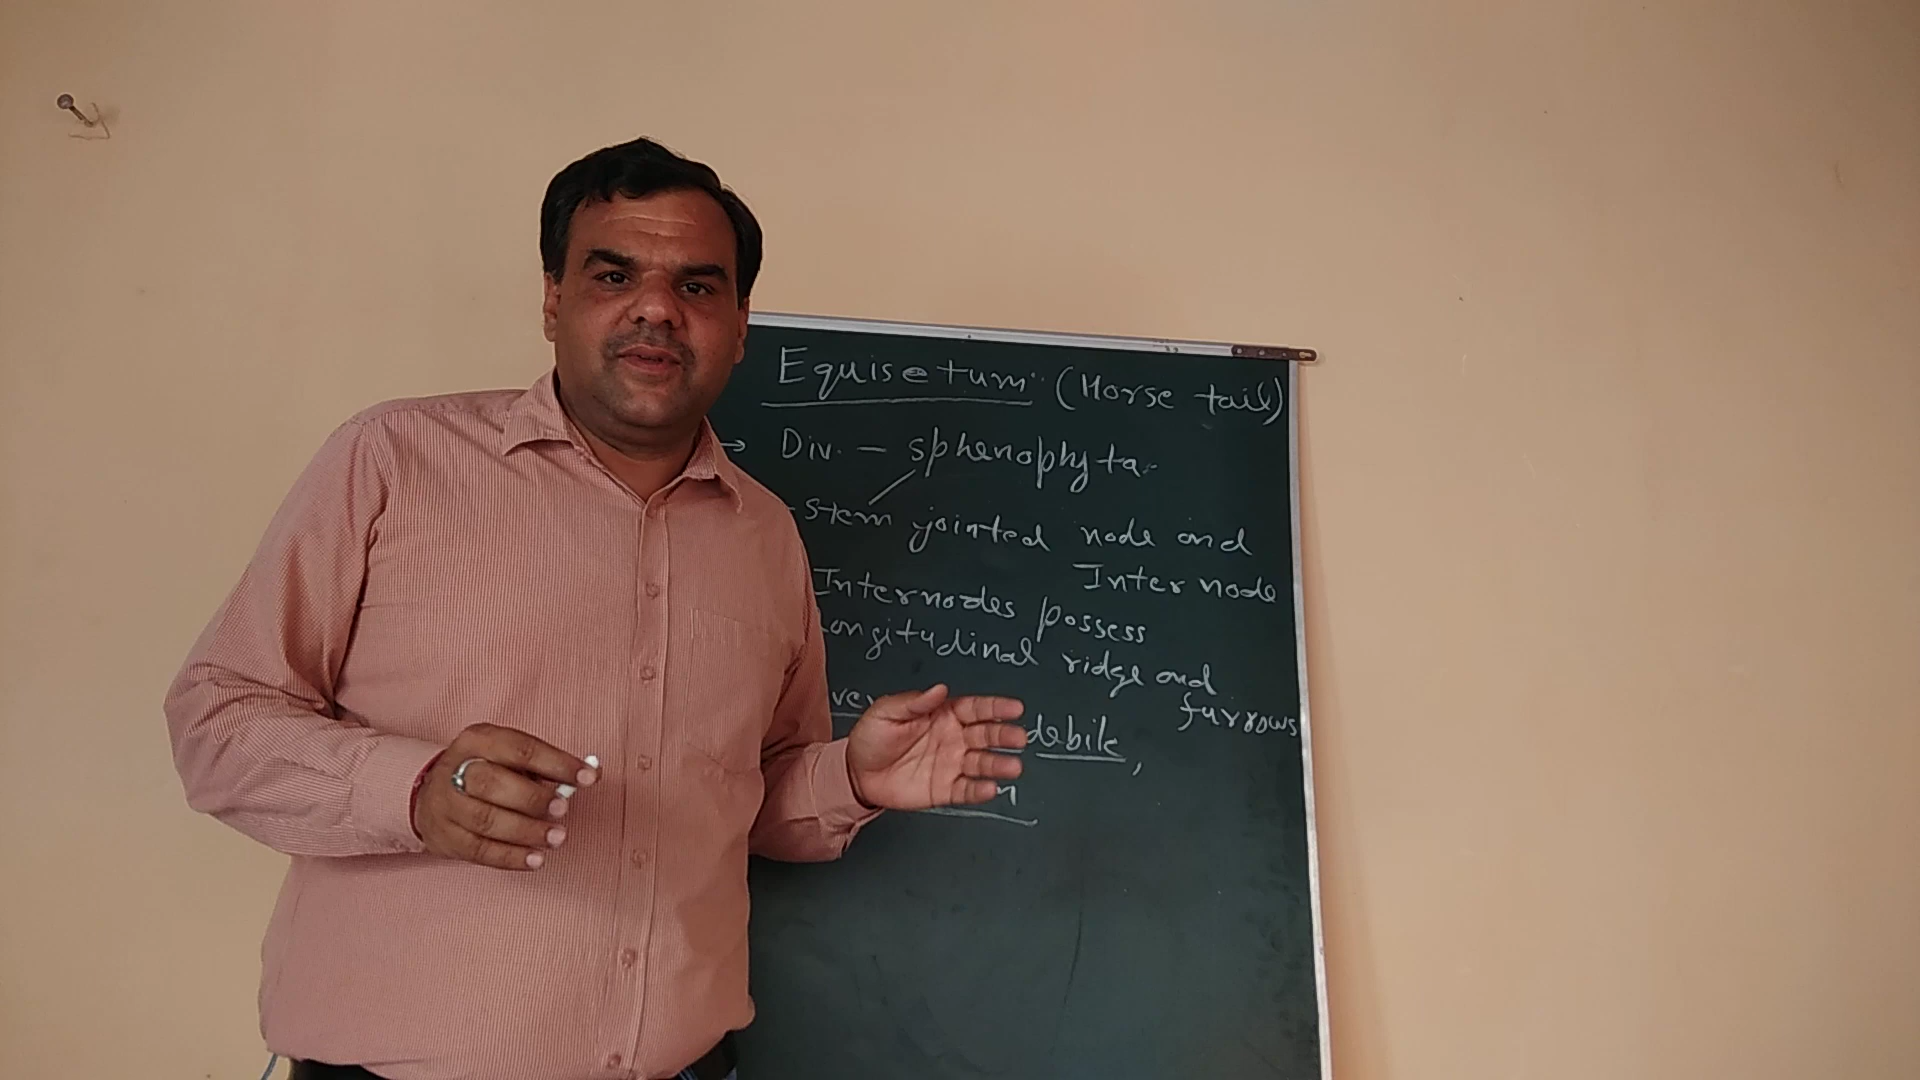 Equisetum (Horse tail)
→ Div. - sphenophyta
- Stem jointed node and
Internode
Internodes possess
Longitudinal ridge and
furrows
debile,